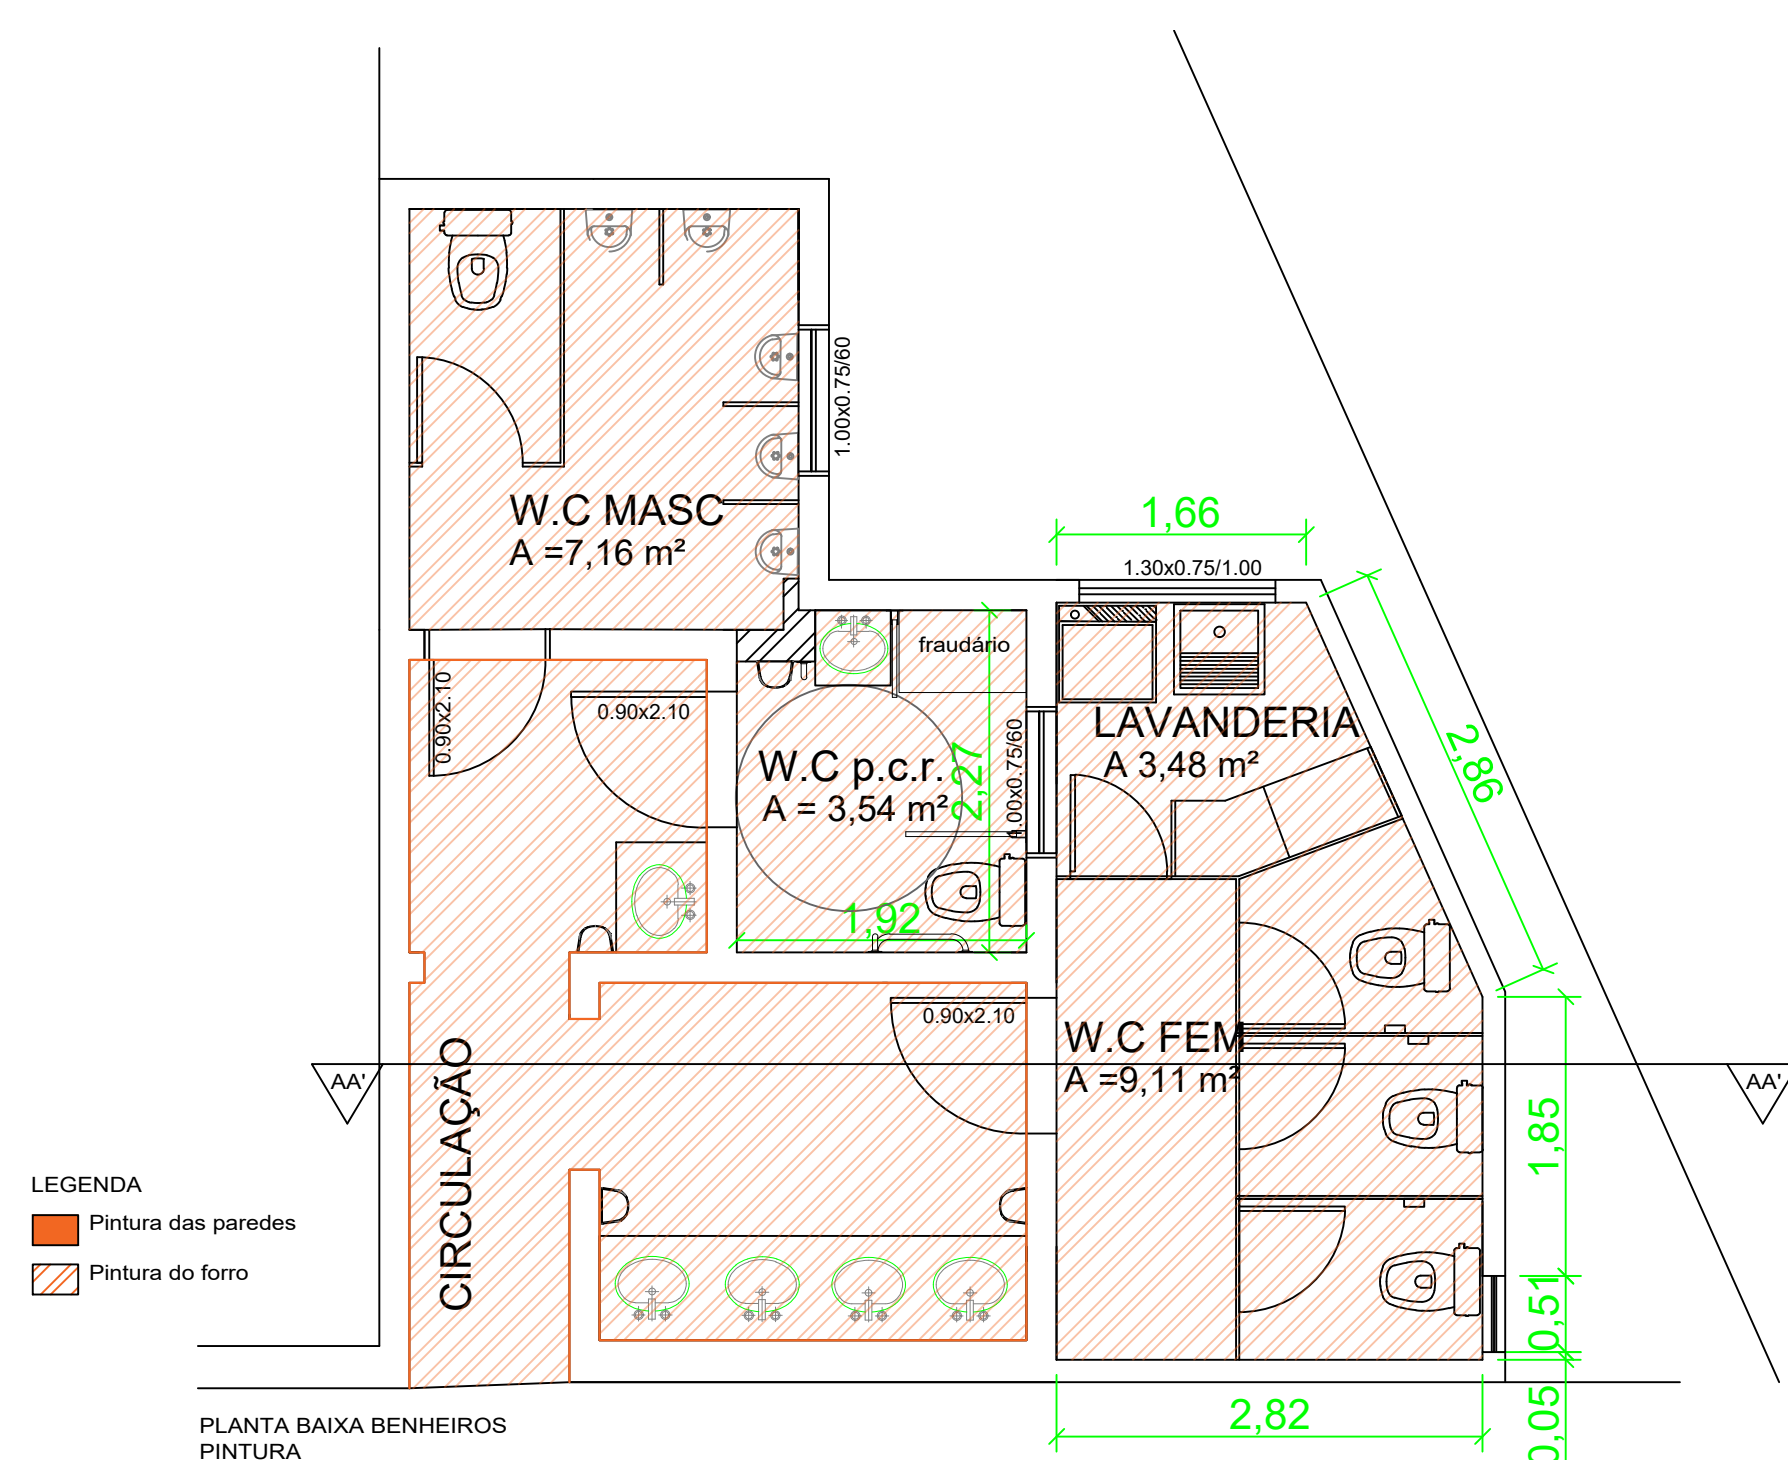 1.00x0.75/60
W.C MASC
A =7,16 m²
1,66
1.30x0.75/1.00
fraudário
0.90x2.10
0.90x2.10
LAVANDERIA
A 3,48 m²
2,86
W.C p.c.r.
A = 3,54 m²
2,27
1.00x0.75/60
1,92
0.90x2.10
W.C FEM
A =9,11 m²
AA'
AA'
CIRCULAÇÃO
1,85
0,51
0,05
2,82
LEGENDA
Pintura das paredes
Pintura do forro
PLANTA BAIXA BENHEIROS
PINTURA